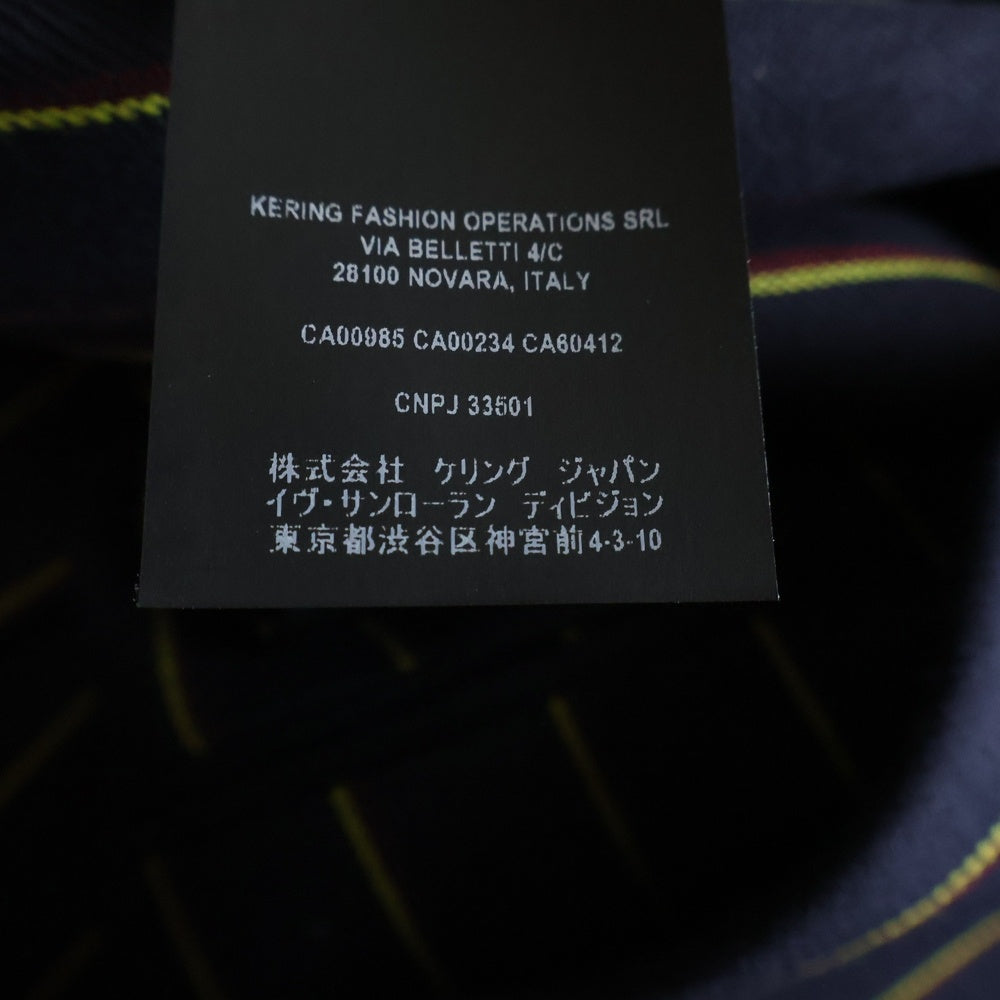 KERING FASHION OPERATIONS SRL
VIA BELLETTI 4/C
28100 NOVARA, ITALY
CA00985 CA00234 CA60412
CNPJ 33501
株式会社 ケリング ジャパン
イヴ・サンローラン ディビジョン
東京都渋谷区神宮前4-3-10